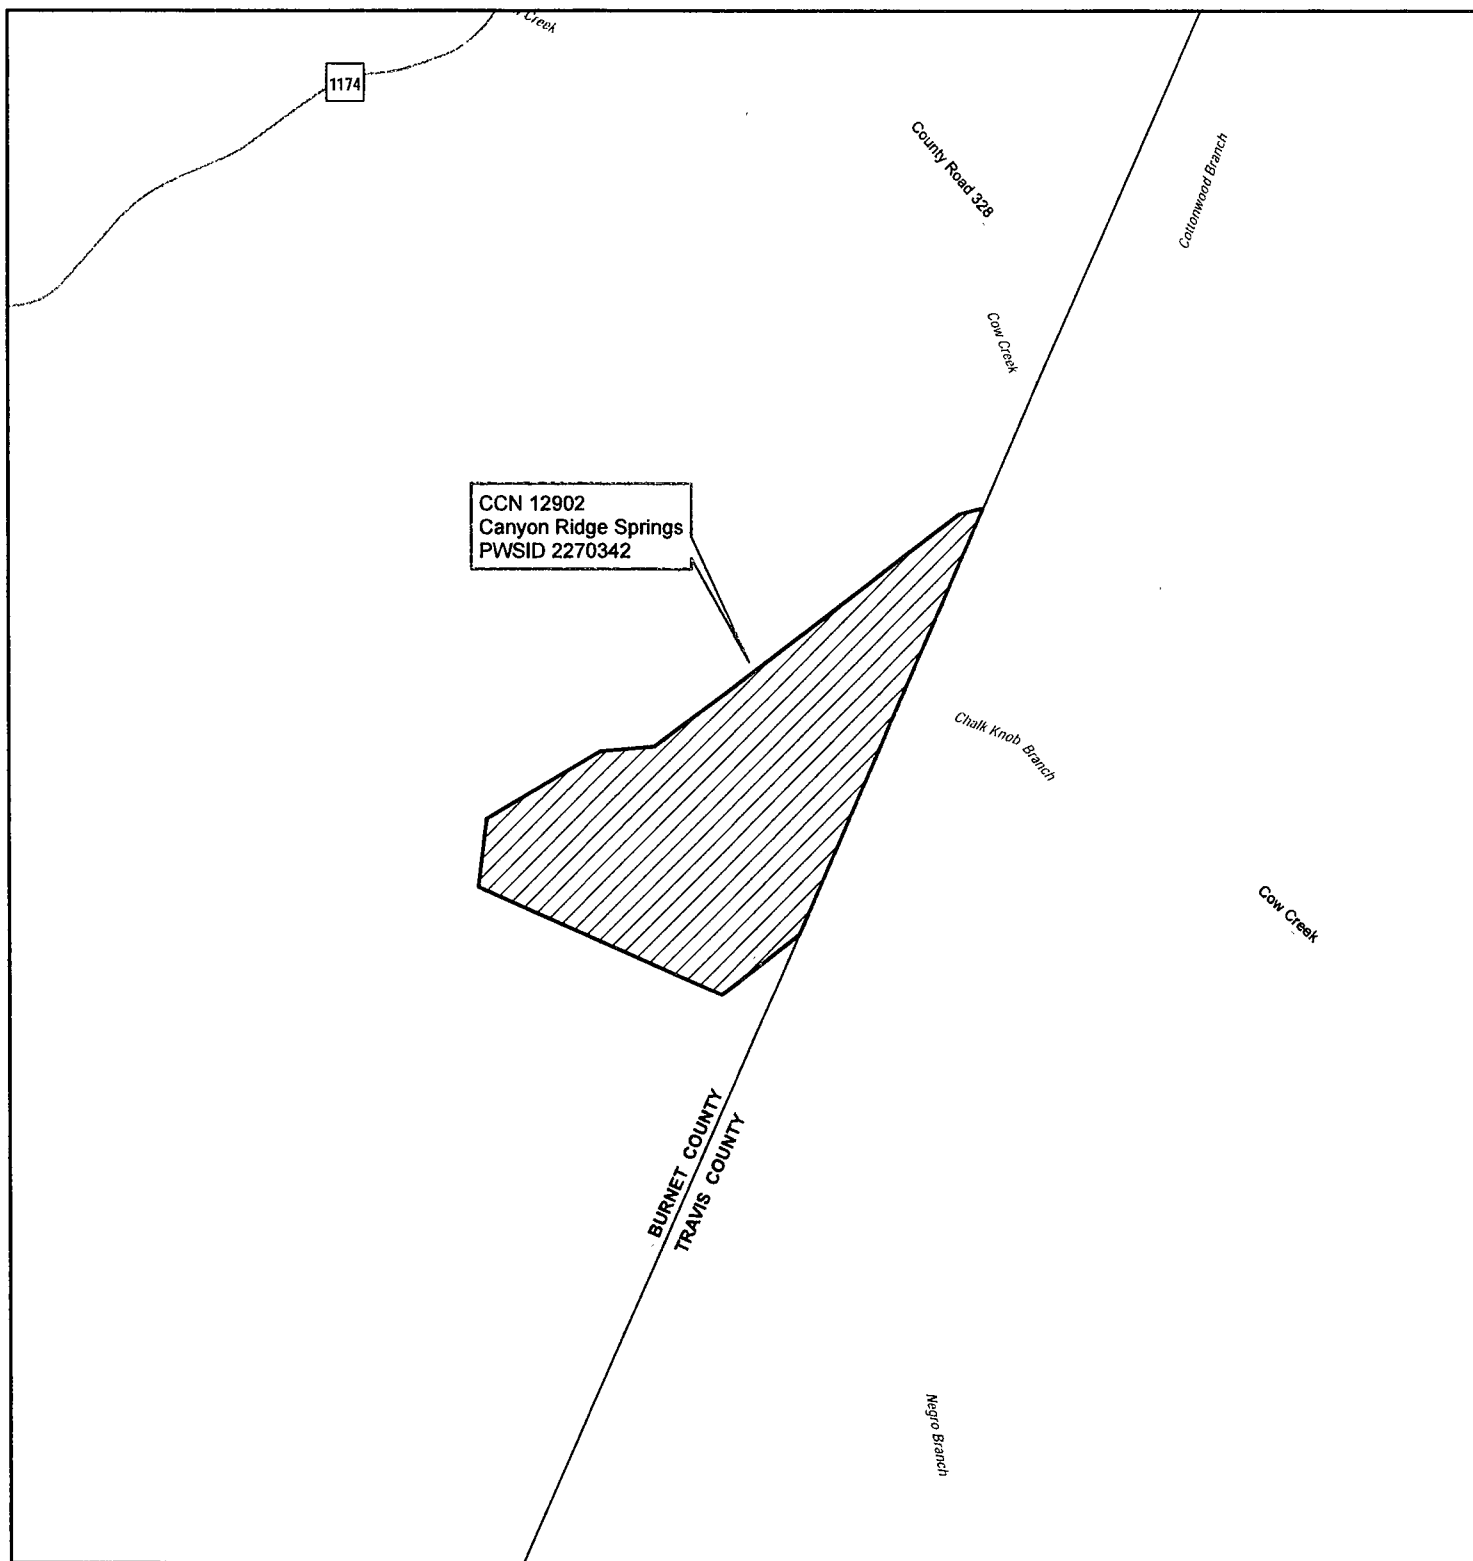 Creek
1174
County Road 328
Cottonwood Branch
Cow Creek
CCN 12902
Canyon Ridge Springs
PWSID 2270342
Chalk Knob Branch
Cow Creek
BURNET COUNTY
TRAVIS COUNTY
Negro Branch